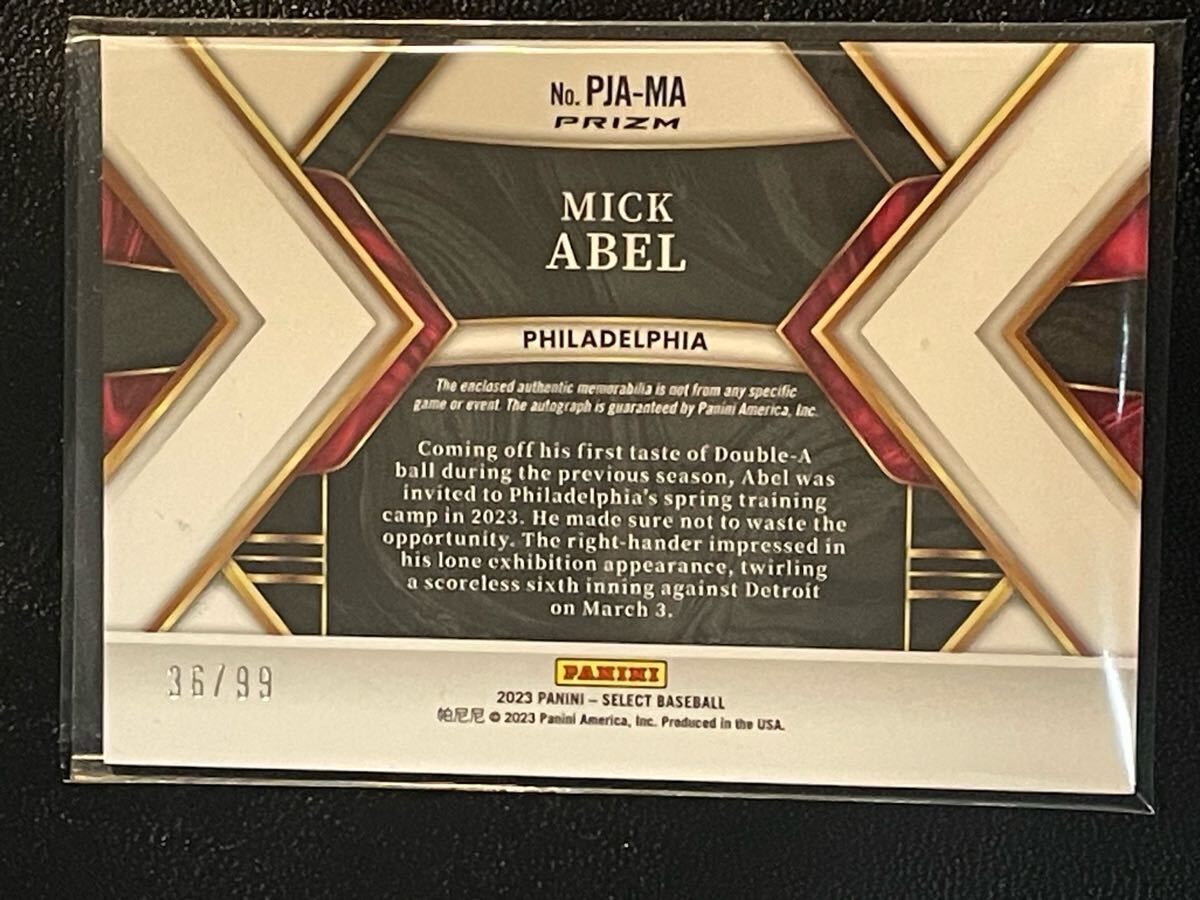 No. PJA-MA
PRIZM
MICK
ABEL
PHILADELPHIA
The enclosed authentic memorabilia is not from any specific
game or event. The autograph is guaranteed by Panini America, Inc.
Coming off his first taste of Double-A
ball during the previous season, Abel was
invited to Philadelphia's spring training
camp in 2023. He made sure not to waste the
opportunity. The right-hander impressed in
his lone exhibition appearance, twirling
a scoreless sixth inning against Detroit
on March 3.
36/99
PANINI
2023 PANINI – SELECT BASEBALL
帕尼尼 © 2023 Panini America, Inc. Produced in the USA.